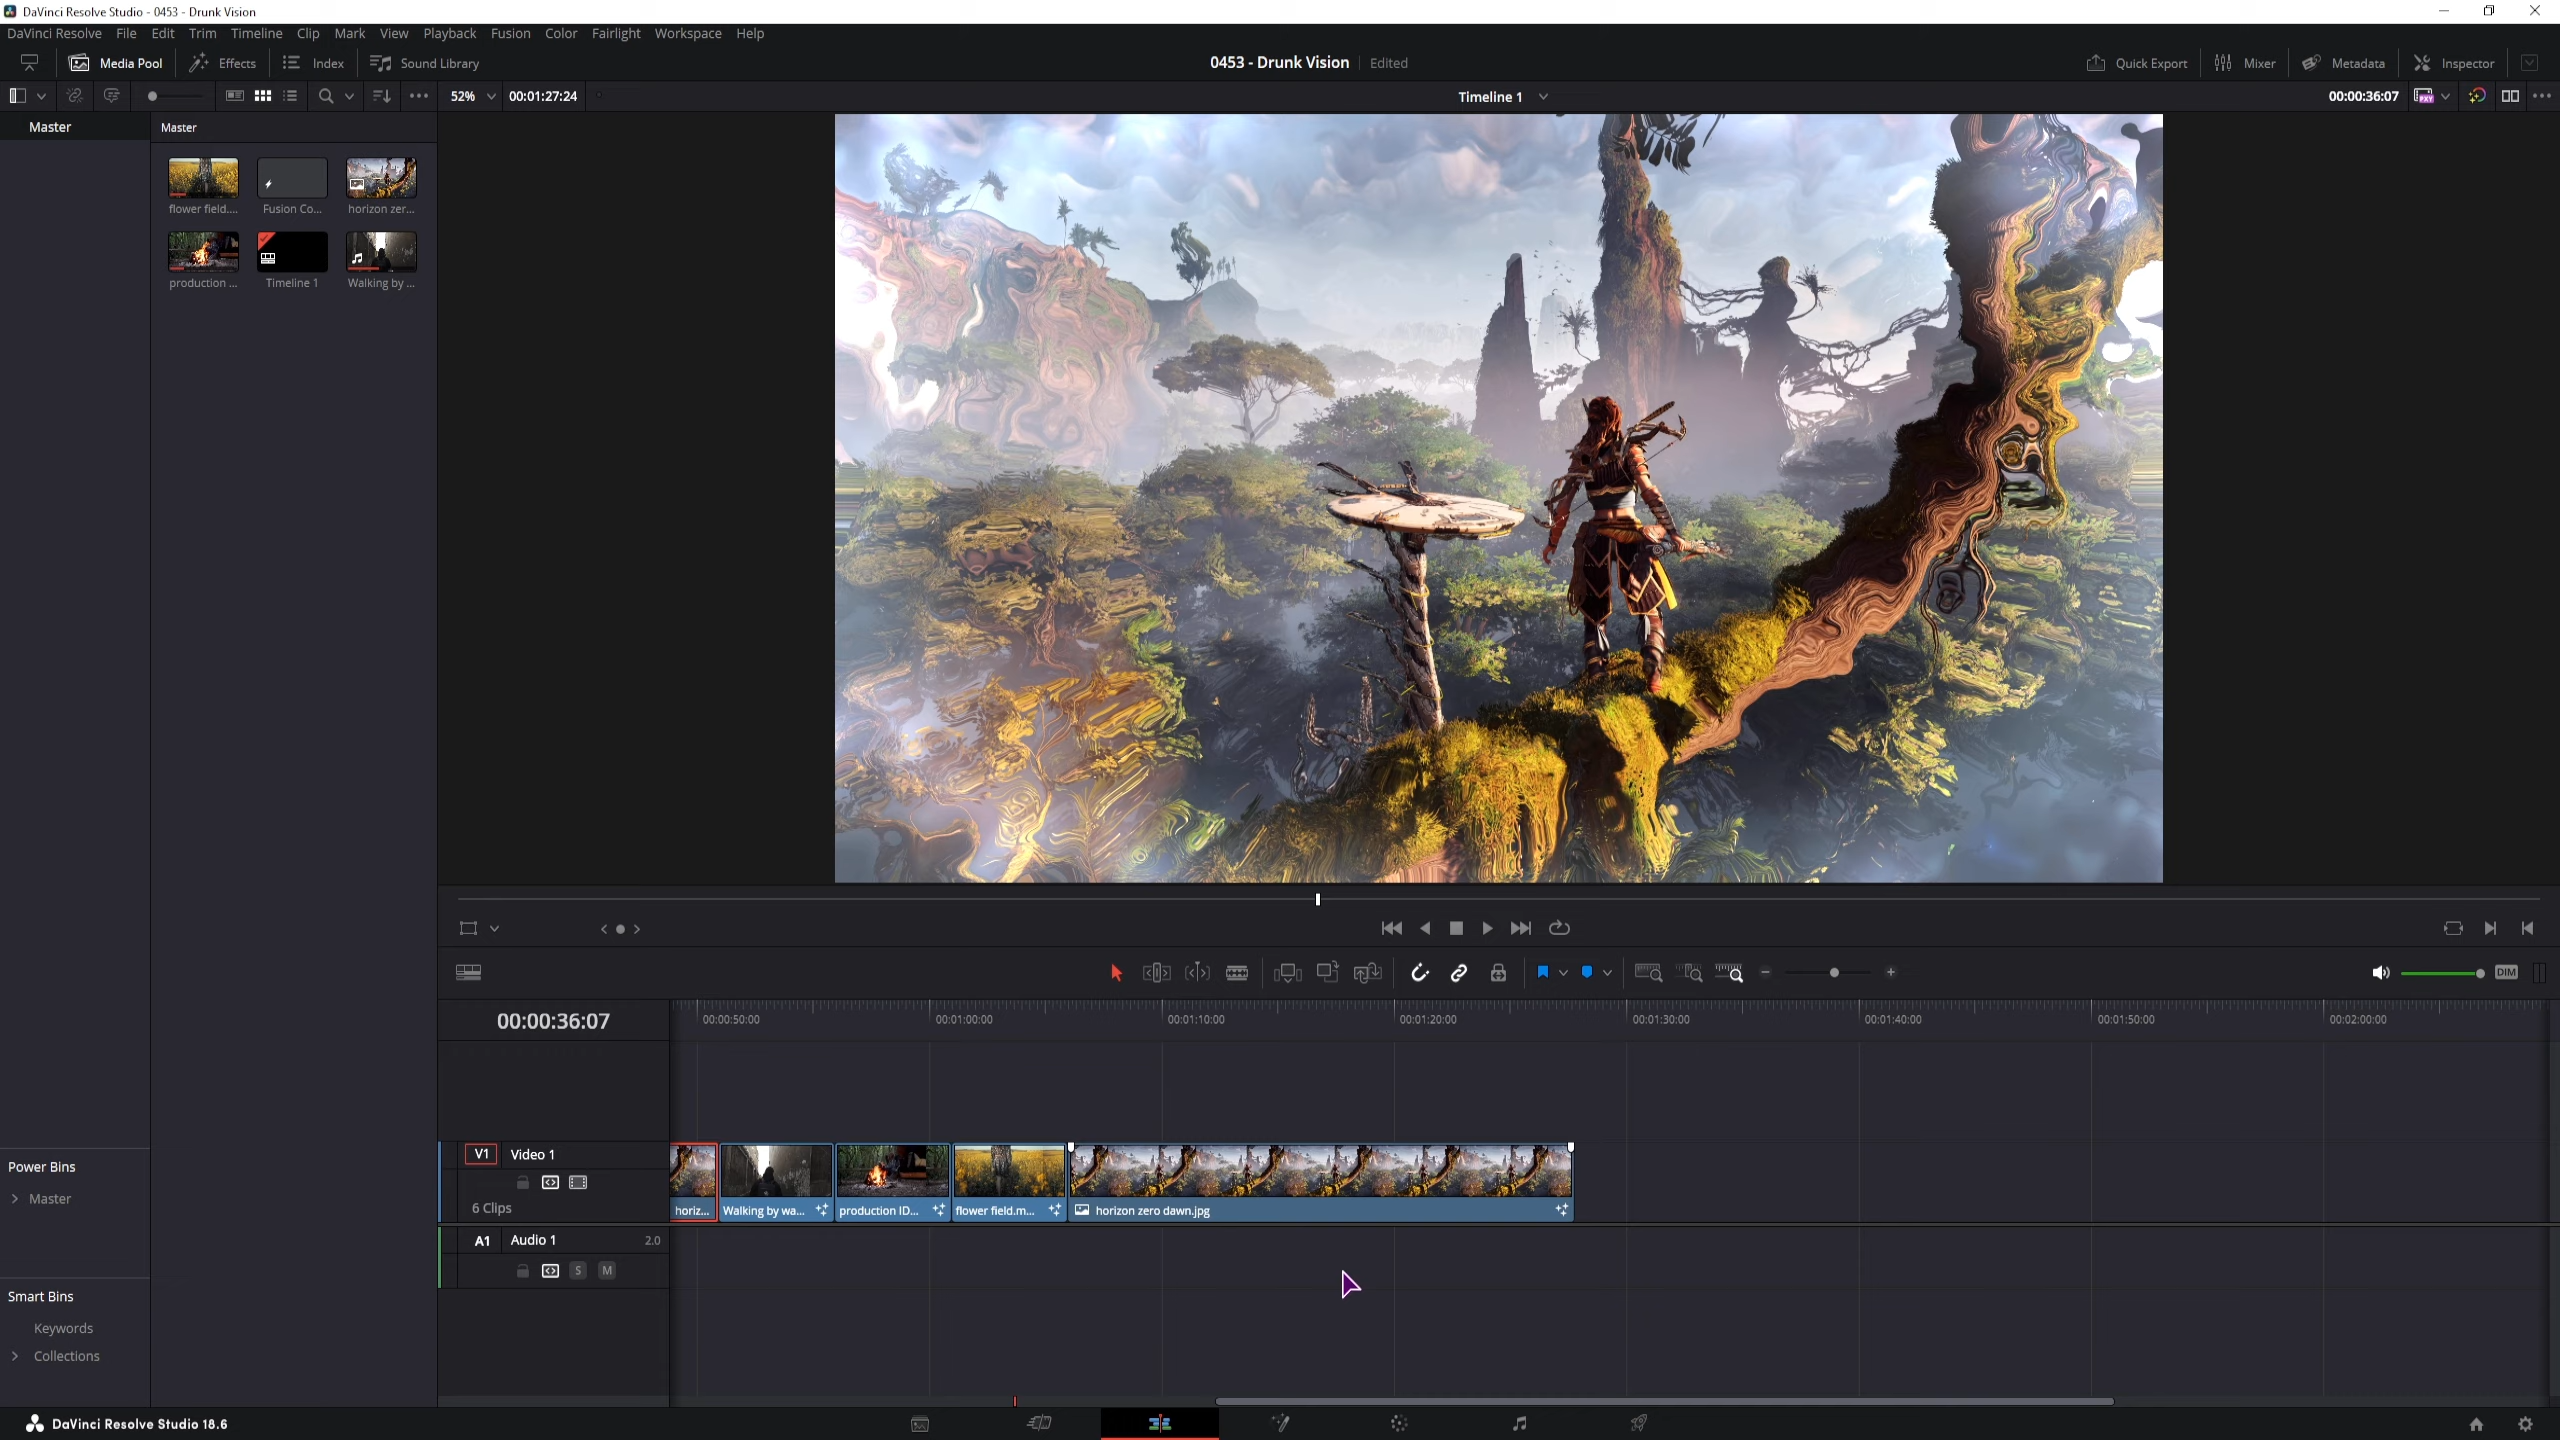 DaVinci Resolve Studio - 0453 - Drunk Vision
DaVinci Resolve File Edit Trim Timeline Clip Mark View Playback Fusion Color Fairlight Workspace Help
Media Pool Effects Index Sound Library 0453 - Drunk Vision Edited Quick Export Mixer Metadata Inspector
52% 00:01:27:24 Timeline 1 00:00:36:07 PXY
Master Master
flower field.... Fusion Co... horizon zer...
production ... Timeline 1 Walking by ...
DIM
00:00:36:07 00:00:50:00 00:01:00:00 00:01:10:00 00:01:20:00 00:01:30:00 00:01:40:00 00:01:50:00 00:02:00:00
V1 Video 1
6 Clips
horiz... Walking by wa... production ID... flower field.m... horizon zero dawn.jpg
A1 Audio 1 2.0
S M
Power Bins
Master
Smart Bins
Keywords
Collections
DaVinci Resolve Studio 18.6